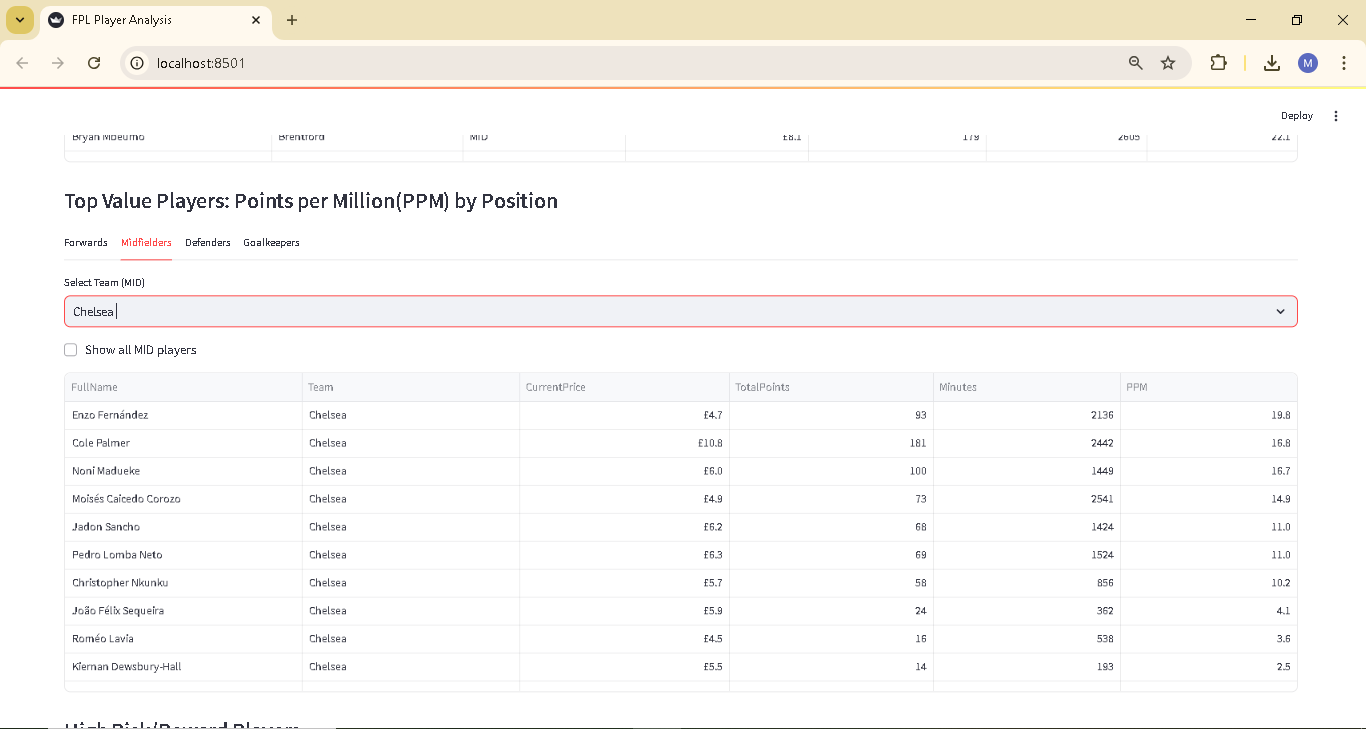 FPL Player Analysis
localhost:8501
M
Deploy
Bryan Mbeumo Brentford MID £8.1 179 2605 22.1
Top Value Players: Points per Million(PPM) by Position
Forwards Midfielders Defenders Goalkeepers
Select Team (MID)
Chelsea
Show all MID players
FullName Team CurrentPrice TotalPoints Minutes PPM
Enzo Fernández Chelsea £4.7 93 2136 19.8
Cole Palmer Chelsea £10.8 181 2442 16.8
Noni Madueke Chelsea £6.0 100 1449 16.7
Moisés Caicedo Corozo Chelsea £4.9 73 2541 14.9
Jadon Sancho Chelsea £6.2 68 1424 11.0
Pedro Lomba Neto Chelsea £6.3 69 1524 11.0
Christopher Nkunku Chelsea £5.7 58 856 10.2
João Félix Sequeira Chelsea £5.9 24 362 4.1
Roméo Lavia Chelsea £4.5 16 538 3.6
Kiernan Dewsbury-Hall Chelsea £5.5 14 193 2.5
High Risk/Reward Players